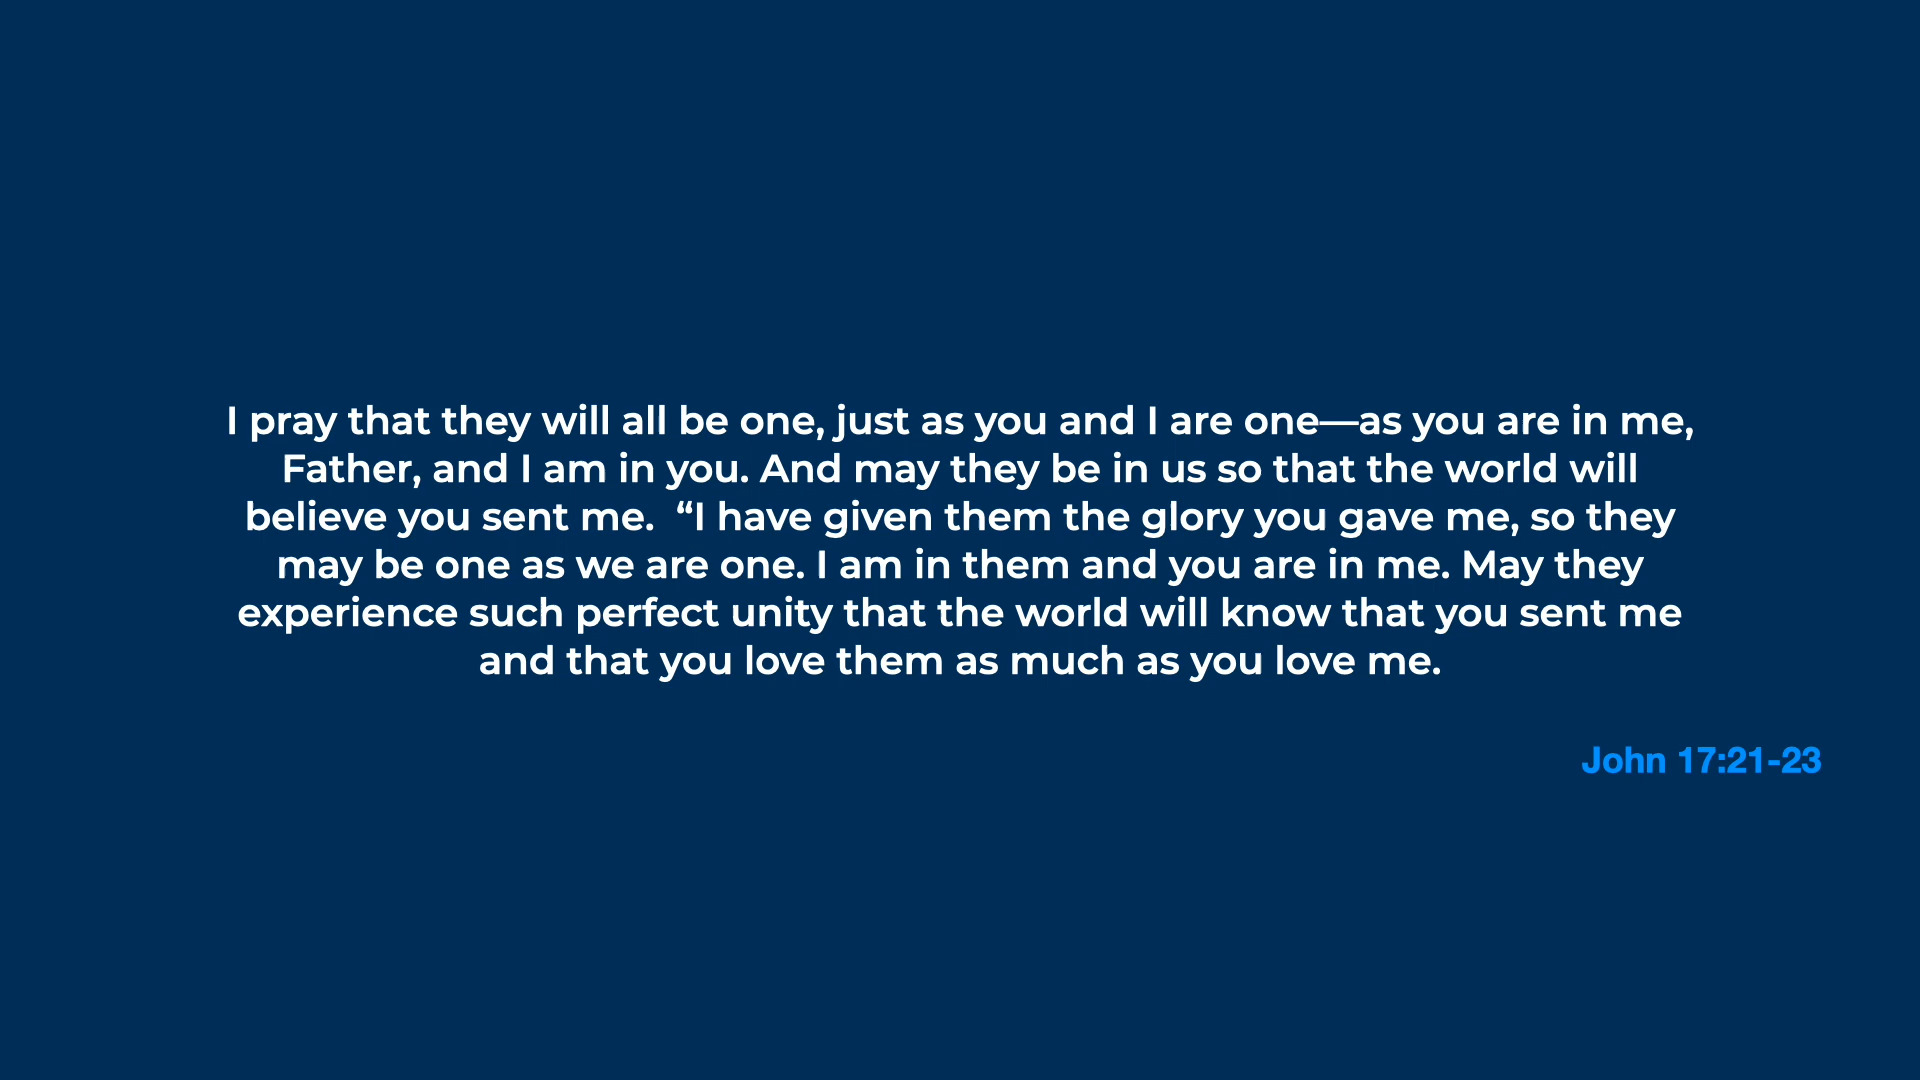 I pray that they will all be one, just as you and I are one—as you are in me,
Father, and I am in you. And may they be in us so that the world will
believe you sent me.  “I have given them the glory you gave me, so they
may be one as we are one. I am in them and you are in me. May they
experience such perfect unity that the world will know that you sent me
and that you love them as much as you love me.
John 17:21-23